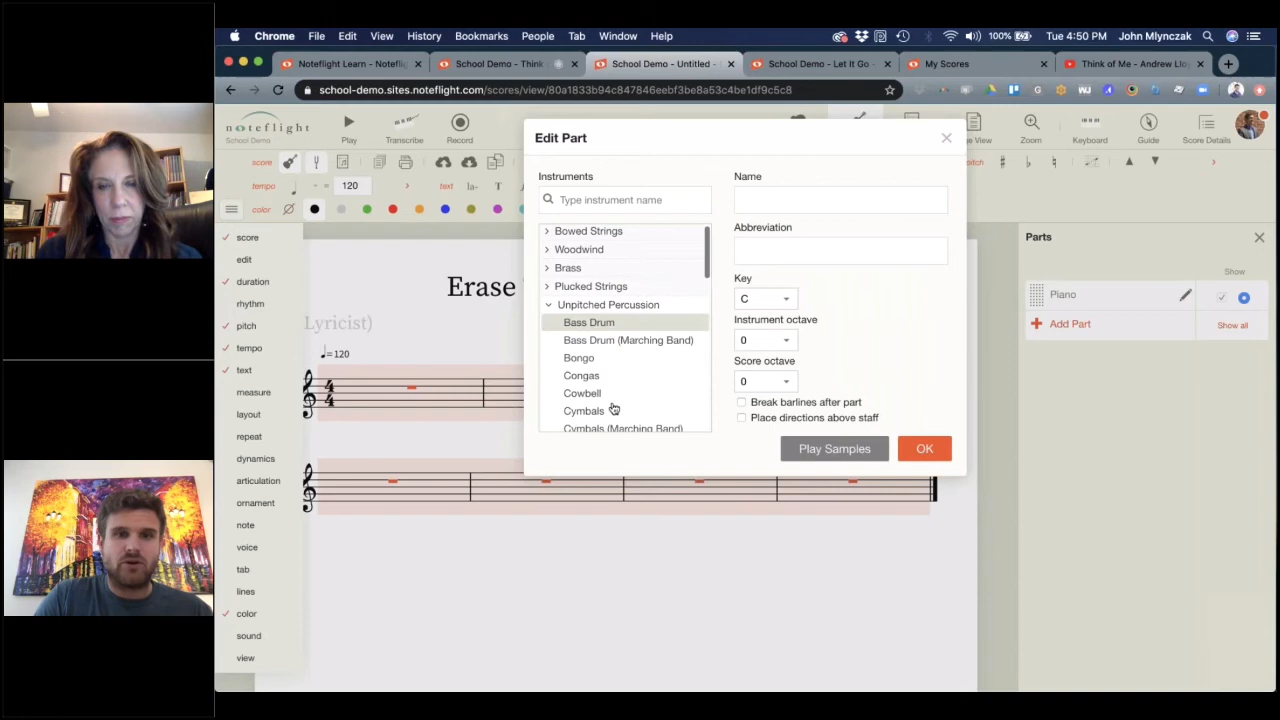 Chrome File Edit View History Bookmarks People Tab Window Help 100% Tue 4:50 PM John Mlynczak
Noteflight Learn - Noteflig School Demo - Think School Demo - Untitled - School Demo - Let It Go - My Scores Think of Me - Andrew Llo
school-demo.sites.noteflight.com/scores/view/80a1833b94c847846eebf3be8a53c4be1df9c5c8
noteflight
School Demo
Play Transcribe Record Zoom Keyboard Guide Score Details
score
tempo = 120 text la- T
color
score
edit
duration
rhythm
pitch
tempo
text
measure
layout
repeat
dynamics
articulation
ornament
note
voice
tab
lines
color
sound
view
Erase
Lyricist)
=120
4
4
Edit Part
Instruments
Type instrument name
Bowed Strings
Woodwind
Brass
Plucked Strings
Unpitched Percussion
Bass Drum
Bass Drum (Marching Band)
Bongo
Congas
Cowbell
Cymbals
Cymbals (Marching Band)
Name
Abbreviation
Key
C
Instrument octave
0
Score octave
0
Break barlines after part
Place directions above staff
Play Samples OK
Parts
Show
Piano
Add Part Show all